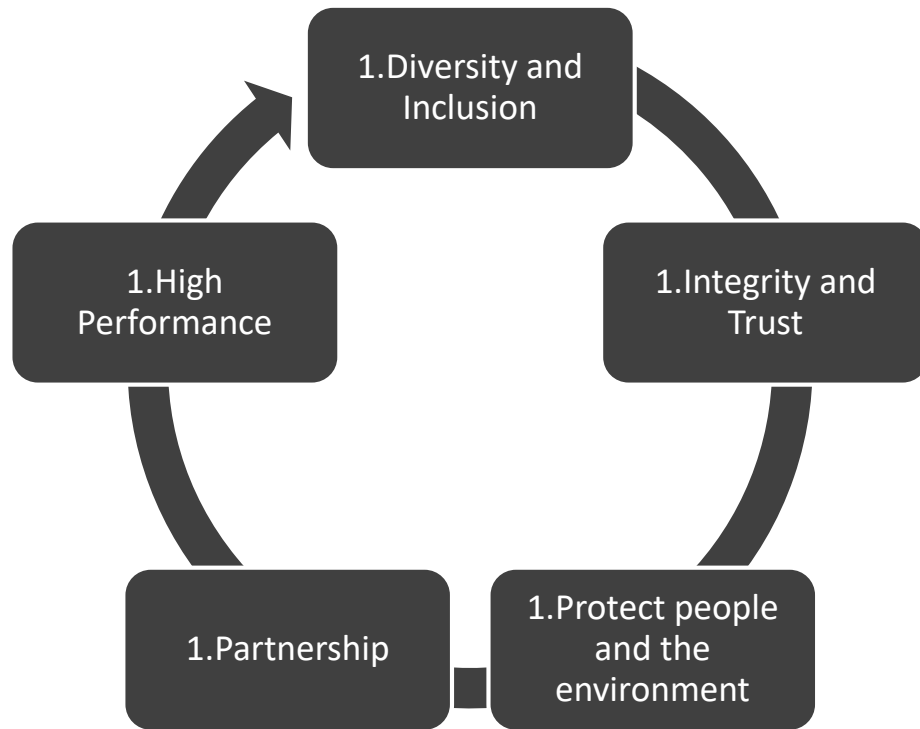 1.Diversity and
Inclusion
1.Integrity and
Trust
1.Protect people
and the
environment
1.Partnership
1.High
Performance